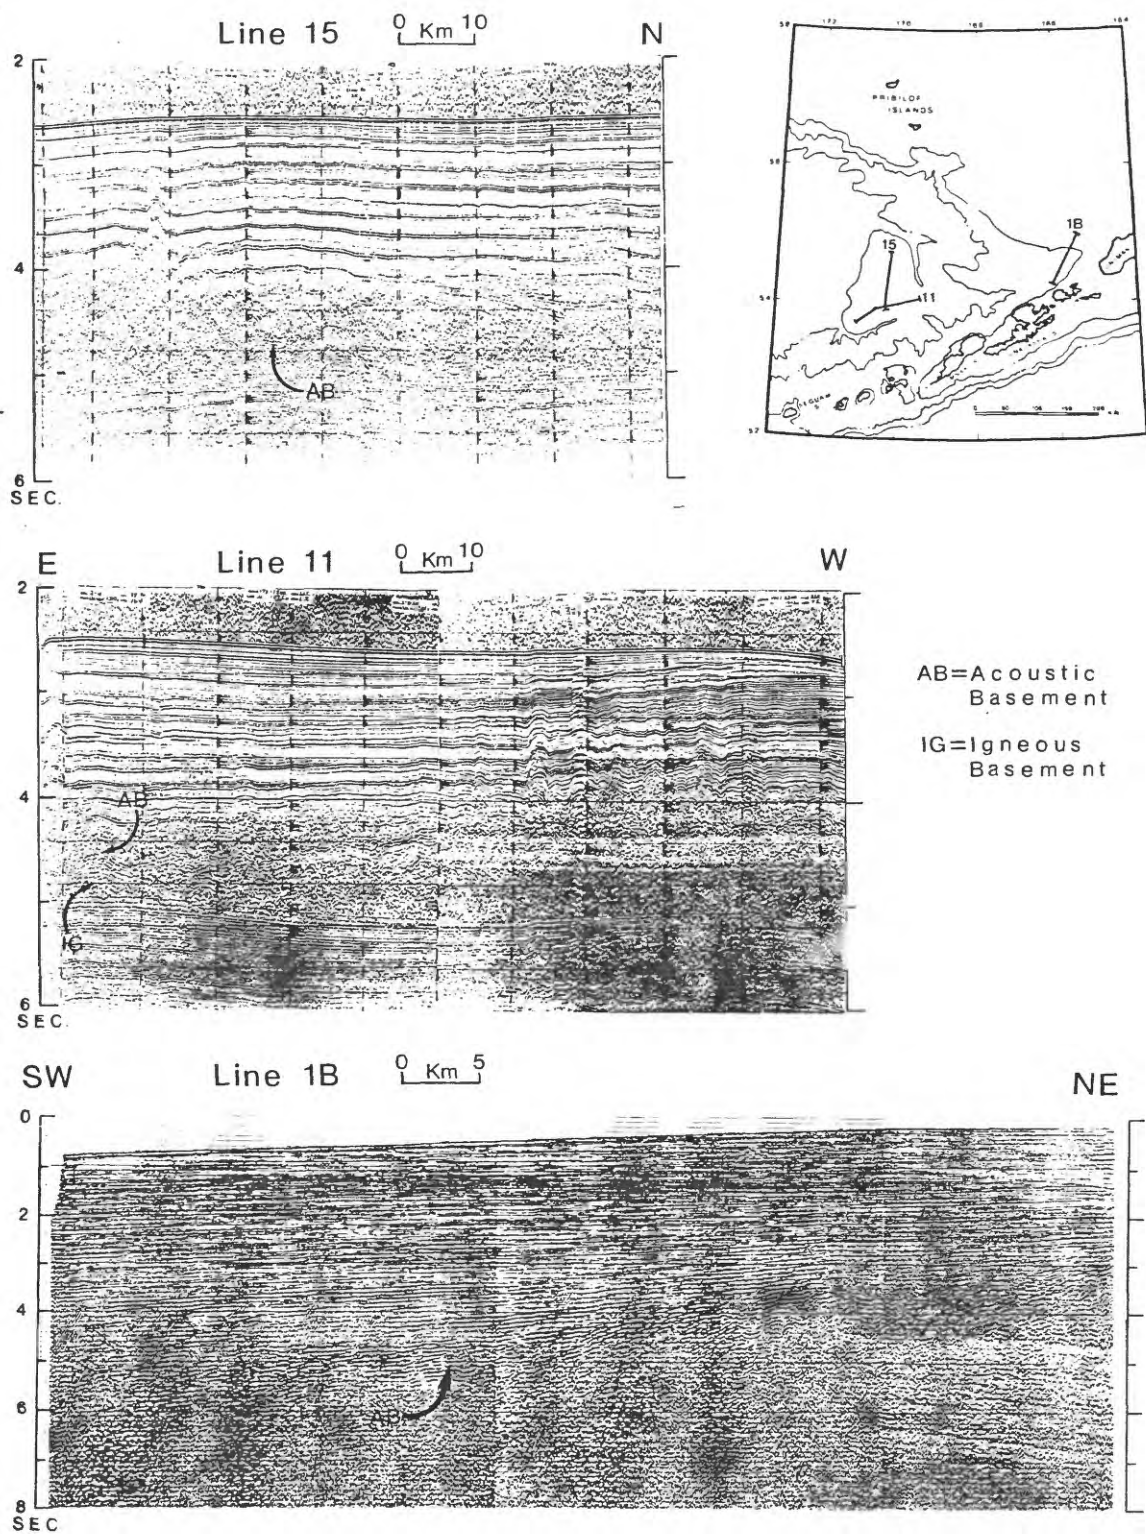 Line 15
0 Km 10
N
2
4
6
SEC.
AB
PRIBILOF
ISLANDS
15
11
1B
E
Line 11
0 Km 10
W
2
4
6
SEC.
AB
IG
AB=Acoustic
Basement
IG=Igneous
Basement
SW
Line 1B
0 Km 5
NE
0
2
4
6
8
SEC
AB